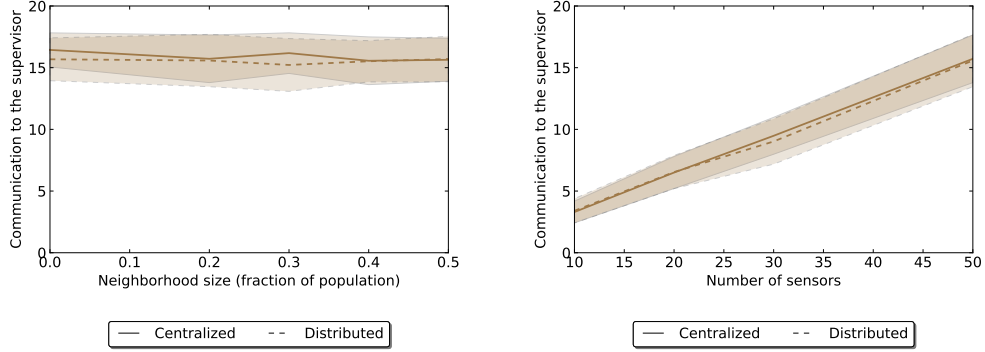 Communication to the supervisor
20
15
10
5
0
0.0 0.1 0.2 0.3 0.4 0.5
Neighborhood size (fraction of population)
Centralized Distributed
Communication to the supervisor
20
15
10
5
0
10 15 20 25 30 35 40 45 50
Number of sensors
Centralized Distributed